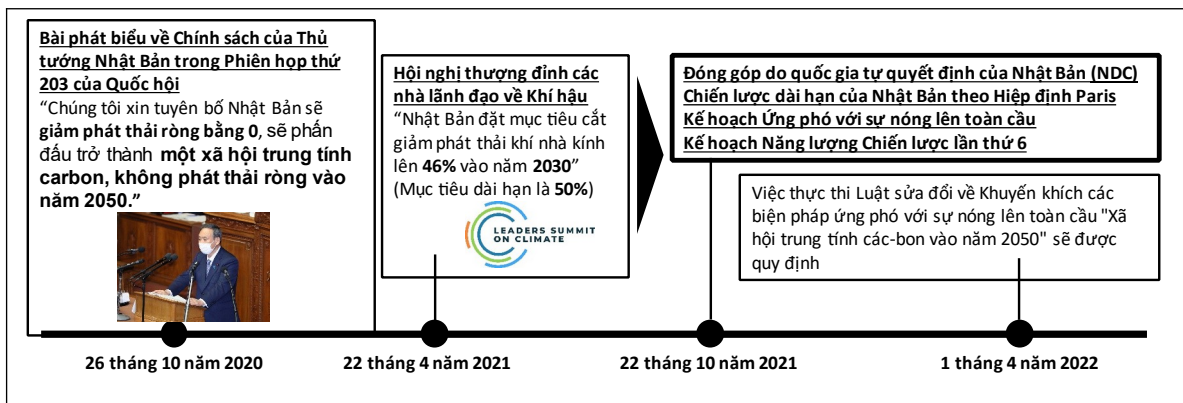 Bài phát biểu về Chính sách của Thủ
tướng Nhật Bản trong Phiên họp thứ
203 của Quốc hội
“Chúng tôi xin tuyên bố Nhật Bản sẽ
giảm phát thải ròng bằng 0, sẽ phấn
đấu trở thành một xã hội trung tính
carbon, không phát thải ròng vào
năm 2050.”
Hội nghị thượng đỉnh các
nhà lãnh đạo về Khí hậu
“Nhật Bản đặt mục tiêu cắt
giảm phát thải khí nhà kính
lên 46% vào năm 2030”
(Mục tiêu dài hạn là 50%)
LEADERS SUMMIT
ON CLIMATE
Đóng góp do quốc gia tự quyết định của Nhật Bản (NDC)
Chiến lược dài hạn của Nhật Bản theo Hiệp định Paris
Kế hoạch Ứng phó với sự nóng lên toàn cầu
Kế hoạch Năng lượng Chiến lược lần thứ 6
Việc thực thi Luật sửa đổi về Khuyến khích các
biện pháp ứng phó với sự nóng lên toàn cầu "Xã
hội trung tính các-bon vào năm 2050" sẽ được
quy định
26 tháng 10 năm 2020
22 tháng 4 năm 2021
22 tháng 10 năm 2021
1 tháng 4 năm 2022